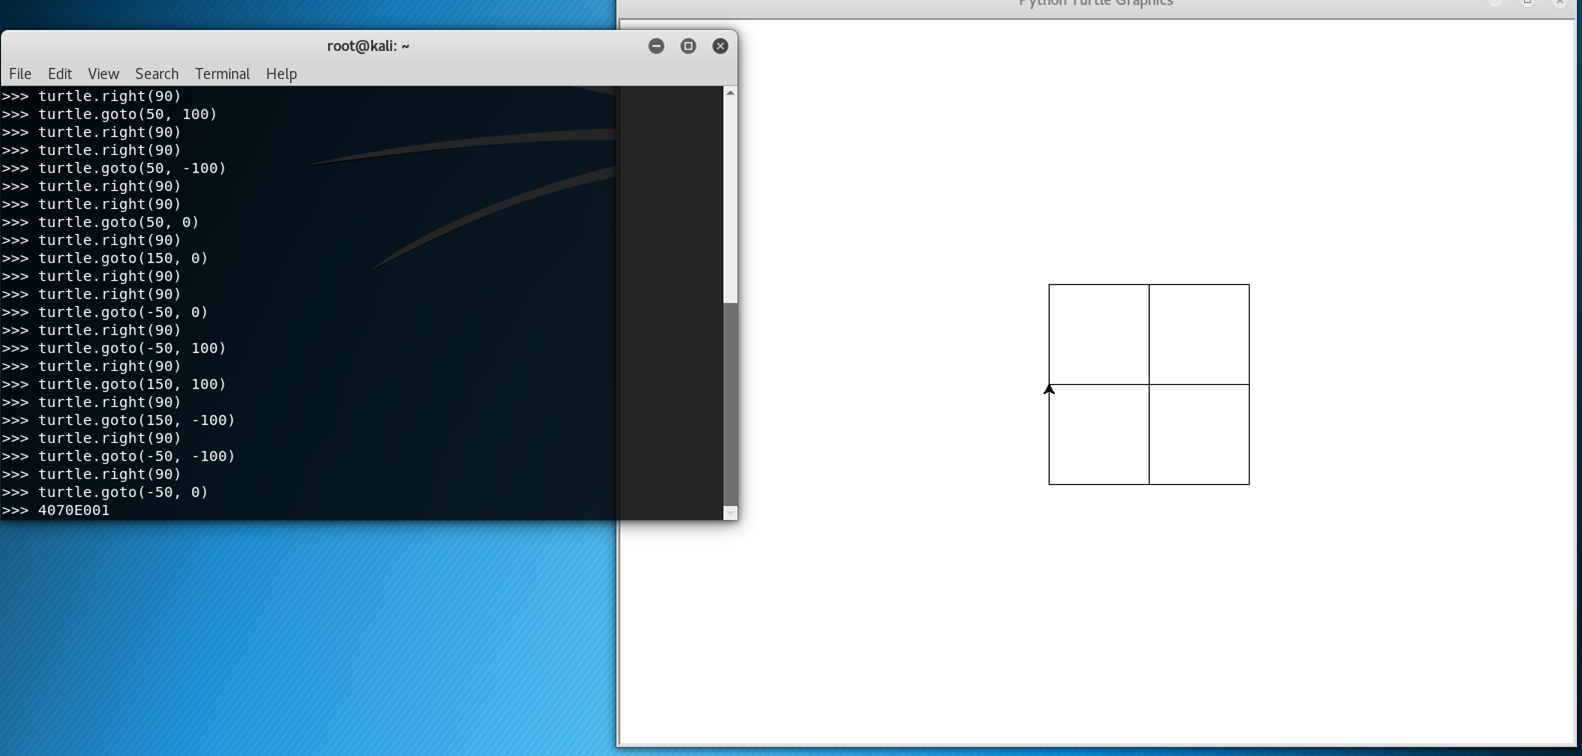 Python Turtle Graphics
root@kali: ~
File Edit View Search Terminal Help
>>> turtle.right(90)
>>> turtle.goto(50, 100)
>>> turtle.right(90)
>>> turtle.right(90)
>>> turtle.goto(50, -100)
>>> turtle.right(90)
>>> turtle.right(90)
>>> turtle.goto(50, 0)
>>> turtle.right(90)
>>> turtle.goto(150, 0)
>>> turtle.right(90)
>>> turtle.right(90)
>>> turtle.goto(-50, 0)
>>> turtle.right(90)
>>> turtle.goto(-50, 100)
>>> turtle.right(90)
>>> turtle.goto(150, 100)
>>> turtle.right(90)
>>> turtle.goto(150, -100)
>>> turtle.right(90)
>>> turtle.goto(-50, -100)
>>> turtle.right(90)
>>> turtle.goto(-50, 0)
>>> 4070E001